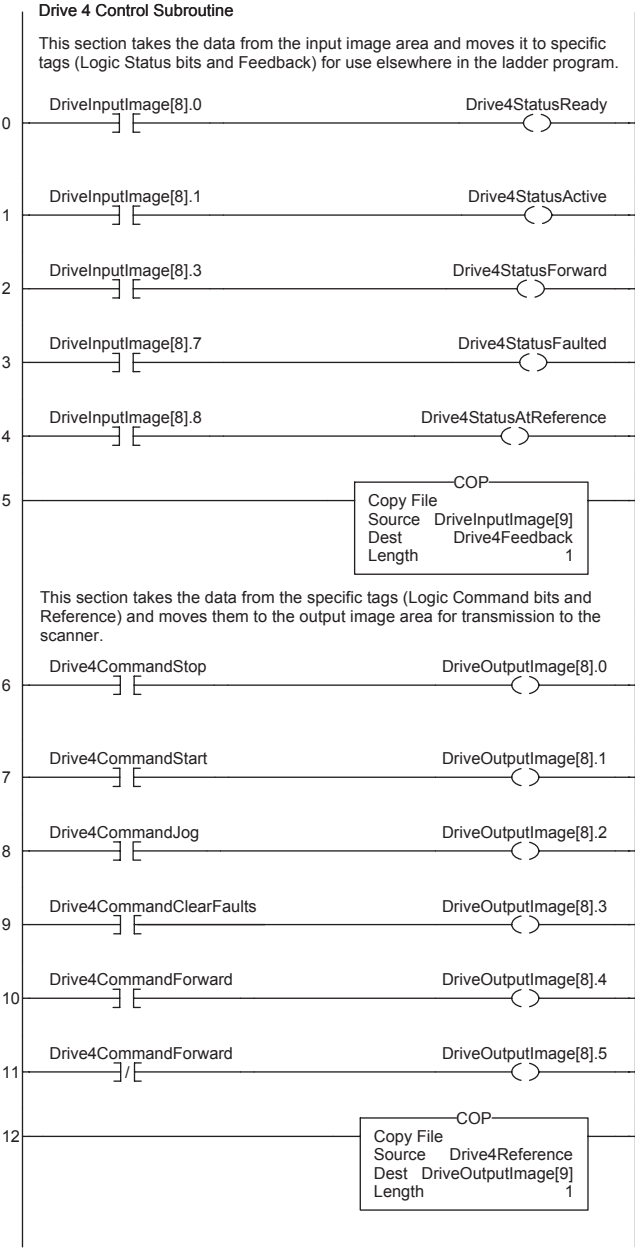 Drive 4 Control Subroutine
This section takes the data from the input image area and moves it to specific
tags (Logic Status bits and Feedback) for use elsewhere in the ladder program.
DriveInputImage[8].0 Drive4StatusReady
0
DriveInputImage[8].1 Drive4StatusActive
1
DriveInputImage[8].3 Drive4StatusForward
2
DriveInputImage[8].7 Drive4StatusFaulted
3
DriveInputImage[8].8 Drive4StatusAtReference
4
COP
5
Copy File
Source DriveInputImage[9]
Dest Drive4Feedback
Length 1
This section takes the data from the specific tags (Logic Command bits and
Reference) and moves them to the output image area for transmission to the
scanner.
Drive4CommandStop DriveOutputImage[8].0
6
Drive4CommandStart DriveOutputImage[8].1
7
Drive4CommandJog DriveOutputImage[8].2
8
Drive4CommandClearFaults DriveOutputImage[8].3
9
Drive4CommandForward DriveOutputImage[8].4
10
Drive4CommandForward DriveOutputImage[8].5
11
COP
12
Copy File
Source Drive4Reference
Dest DriveOutputImage[9]
Length 1